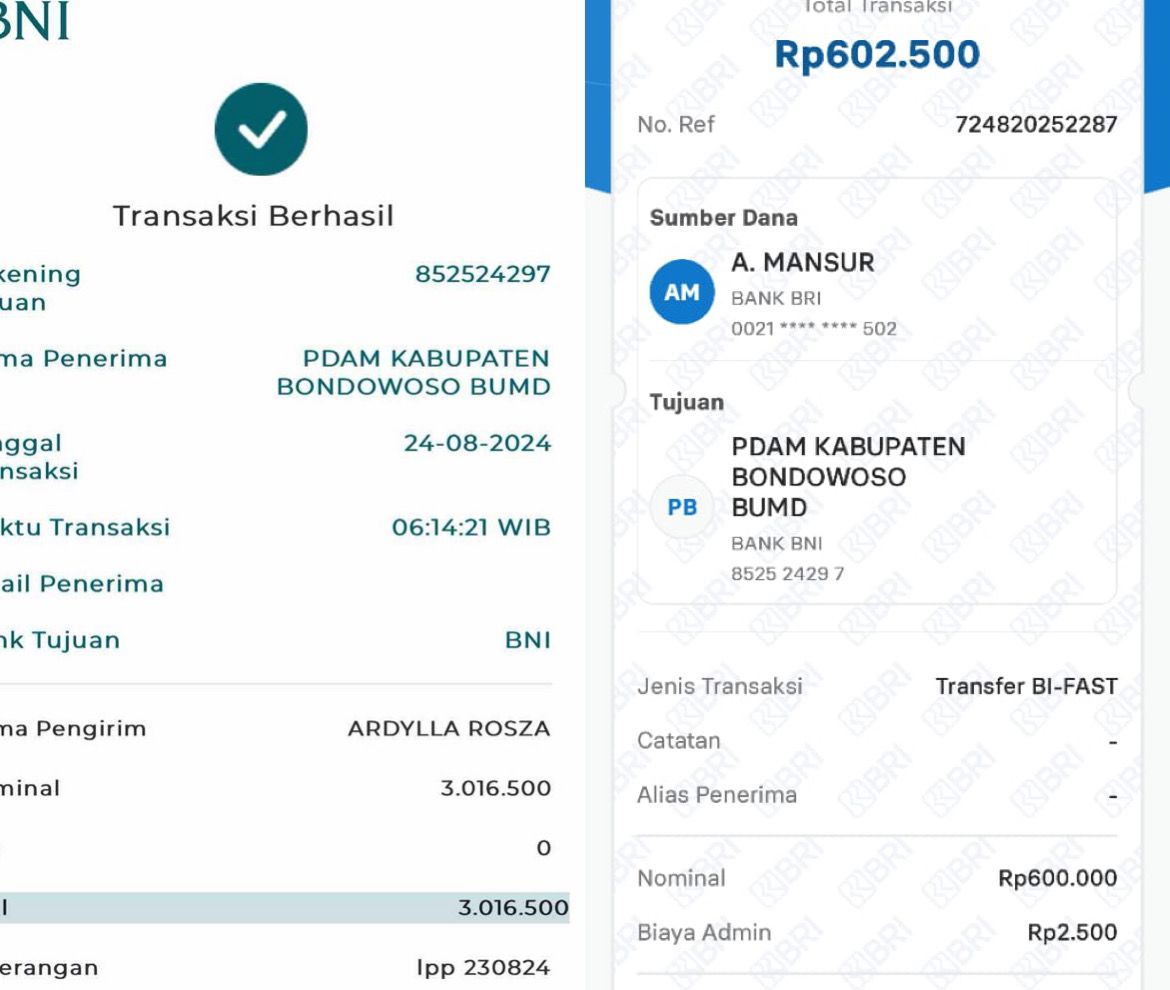 BNI
Transaksi Berhasil
kening 852524297
uan
ma Penerima PDAM KABUPATEN
BONDOWOSO BUMD
nggal 24-08-2024
nsaksi
ktu Transaksi 06:14:21 WIB
ail Penerima
nk Tujuan BNI
ma Pengirim ARDYLLA ROSZA
minal 3.016.500
0
l 3.016.500
erangan lpp 230824
Total Transaksi
Rp602.500
No. Ref 724820252287
Sumber Dana
AM
A. MANSUR
BANK BRI
0021 **** **** 502
Tujuan
PB
PDAM KABUPATEN
BONDOWOSO
BUMD
BANK BNI
8525 2429 7
Jenis Transaksi Transfer BI-FAST
Catatan -
Alias Penerima -
Nominal Rp600.000
Biaya Admin Rp2.500